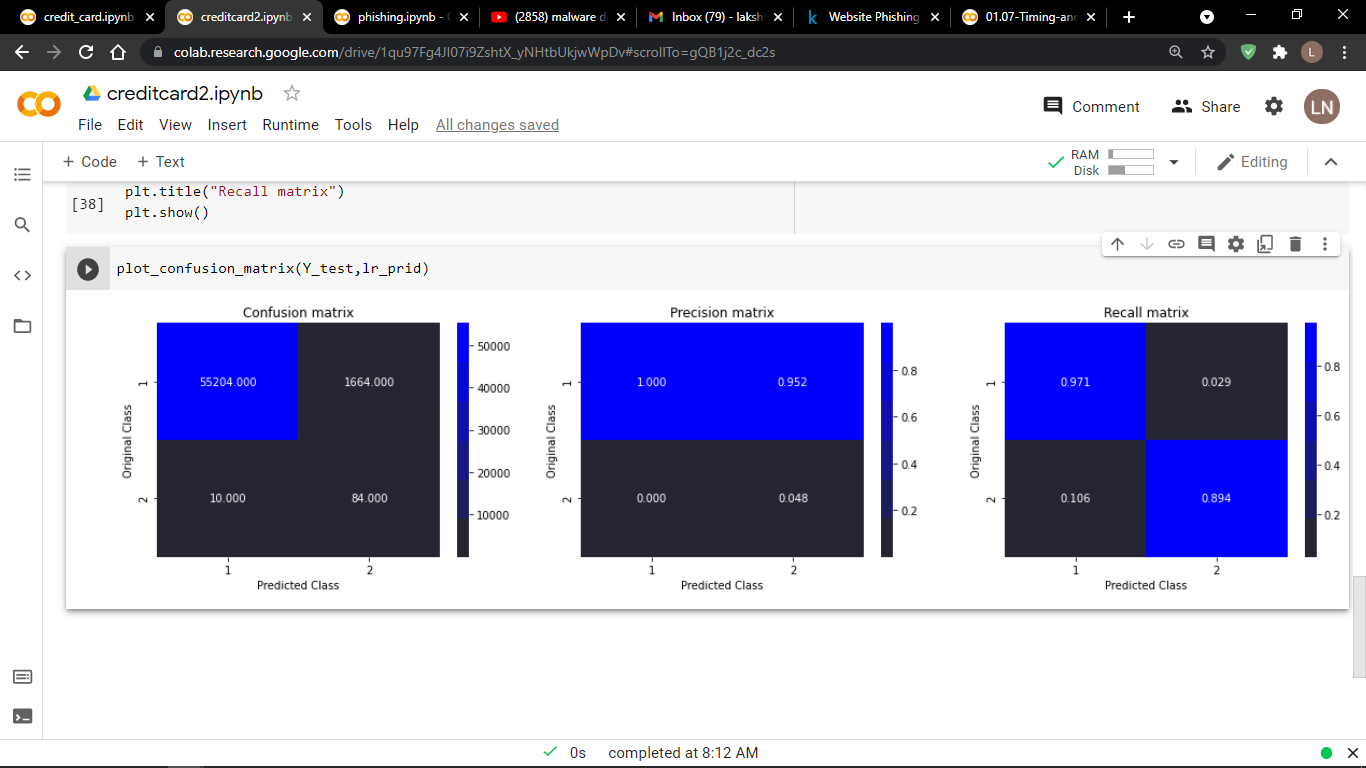 credit_card.ipynb
creditcard2.ipynb
phishing.ipynb - C
(2858) malware d
Inbox (79) - laksh
Website Phishing
01.07-Timing-and
colab.research.google.com/drive/1qu97Fg4Jl07i9ZshtX_yNHtbUkjwWpDv#scrollTo=gQB1j2c_dc2s
L
creditcard2.ipynb
Comment
Share
LN
File Edit View Insert Runtime Tools Help All changes saved
+ Code + Text
RAM
Disk
Editing
plt.title("Recall matrix")
[38]
plt.show()
plot_confusion_matrix(Y_test,lr_prid)
Confusion matrix
Original Class
1
2
55204.000 1664.000
10.000 84.000
1 2
Predicted Class
50000
40000
30000
20000
10000
Precision matrix
Original Class
1
2
1.000 0.952
0.000 0.048
1 2
Predicted Class
0.8
0.6
0.4
0.2
Recall matrix
Original Class
1
2
0.971 0.029
0.106 0.894
1 2
Predicted Class
0.8
0.6
0.4
0.2
0s completed at 8:12 AM